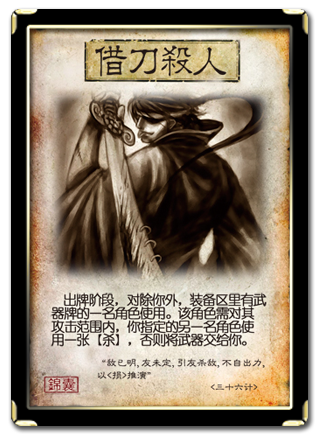 借刀殺人
出牌阶段，对除你外，装备区里有武
器牌的一名角色使用。该角色需对其
攻击范围内，你指定的另一名角色使
用一张【杀】，否则将武器交给你。
“敌已明，友未定，引友杀敌，不自出力，
以<损>推演”
錦囊
<三十六计>